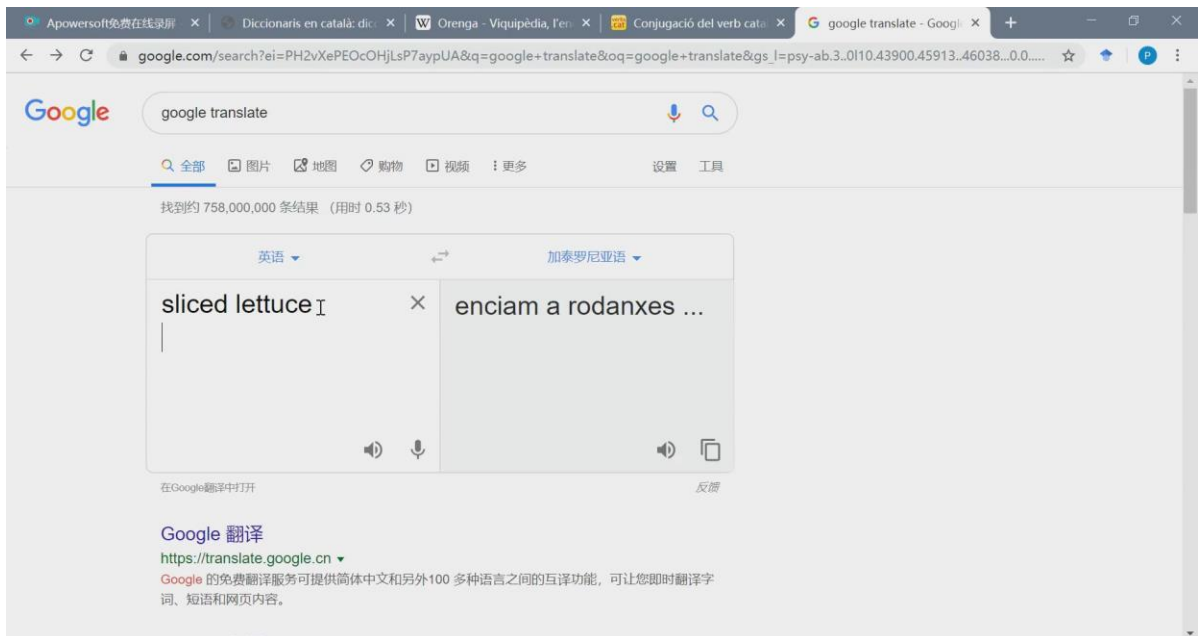 Apowersoft免费在线录屏 Diccionaris en català: dicc Orenga - Viquipèdia, l'en Conjugació del verb cata google translate - Googl
google.com/search?ei=PH2vXePEOcOHjLsP7aypUA&q=google+translate&oq=google+translate&gs_l=psy-ab.3..0l10.43900.45913..46038...0.0..... P
Google google translate
全部 图片 地图 购物 视频 更多 设置 工具
找到约 758,000,000 条结果 (用时 0.53 秒)
英语 加泰罗尼亚语
sliced lettuce enciam a rodanxes ...
在Google翻译中打开 反馈
Google 翻译
https://translate.google.cn
Google 的免费翻译服务可提供简体中文和另外100 多种语言之间的互译功能，可让您即时翻译字
词、短语和网页内容。